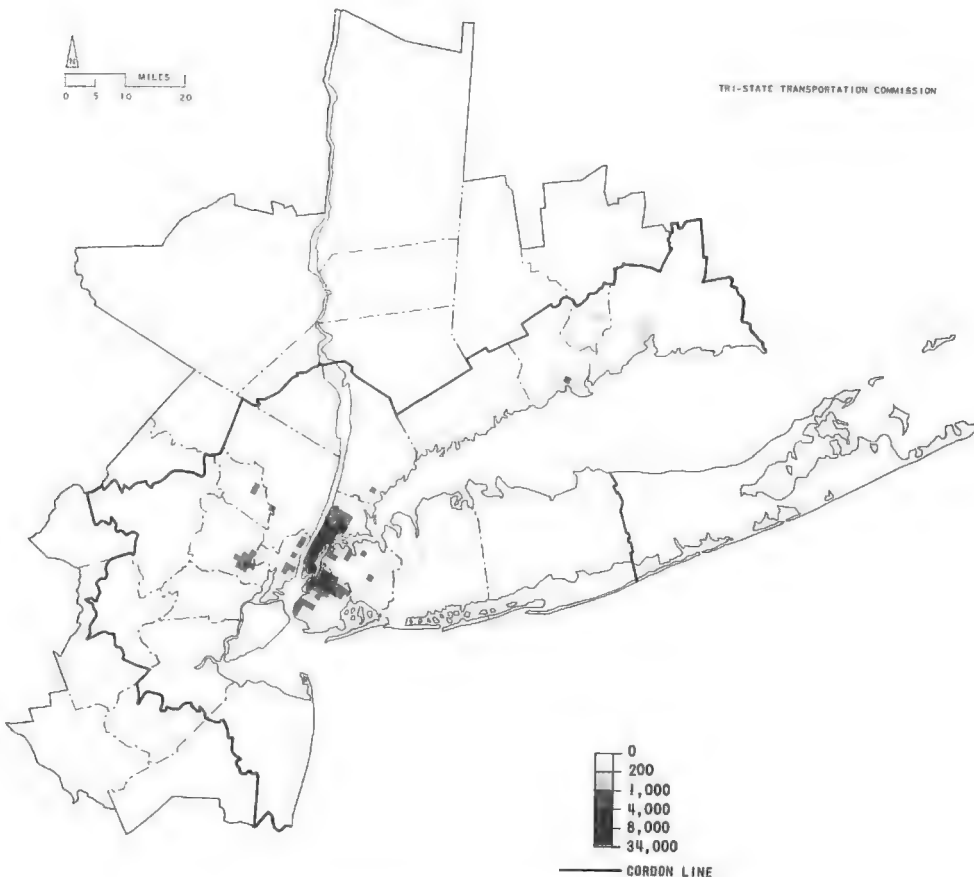 N
MILES
0 5 10 20
TRI-STATE TRANSPORTATION COMMISSION
0
200
1,000
4,000
8,000
34,000
CORDON LINE